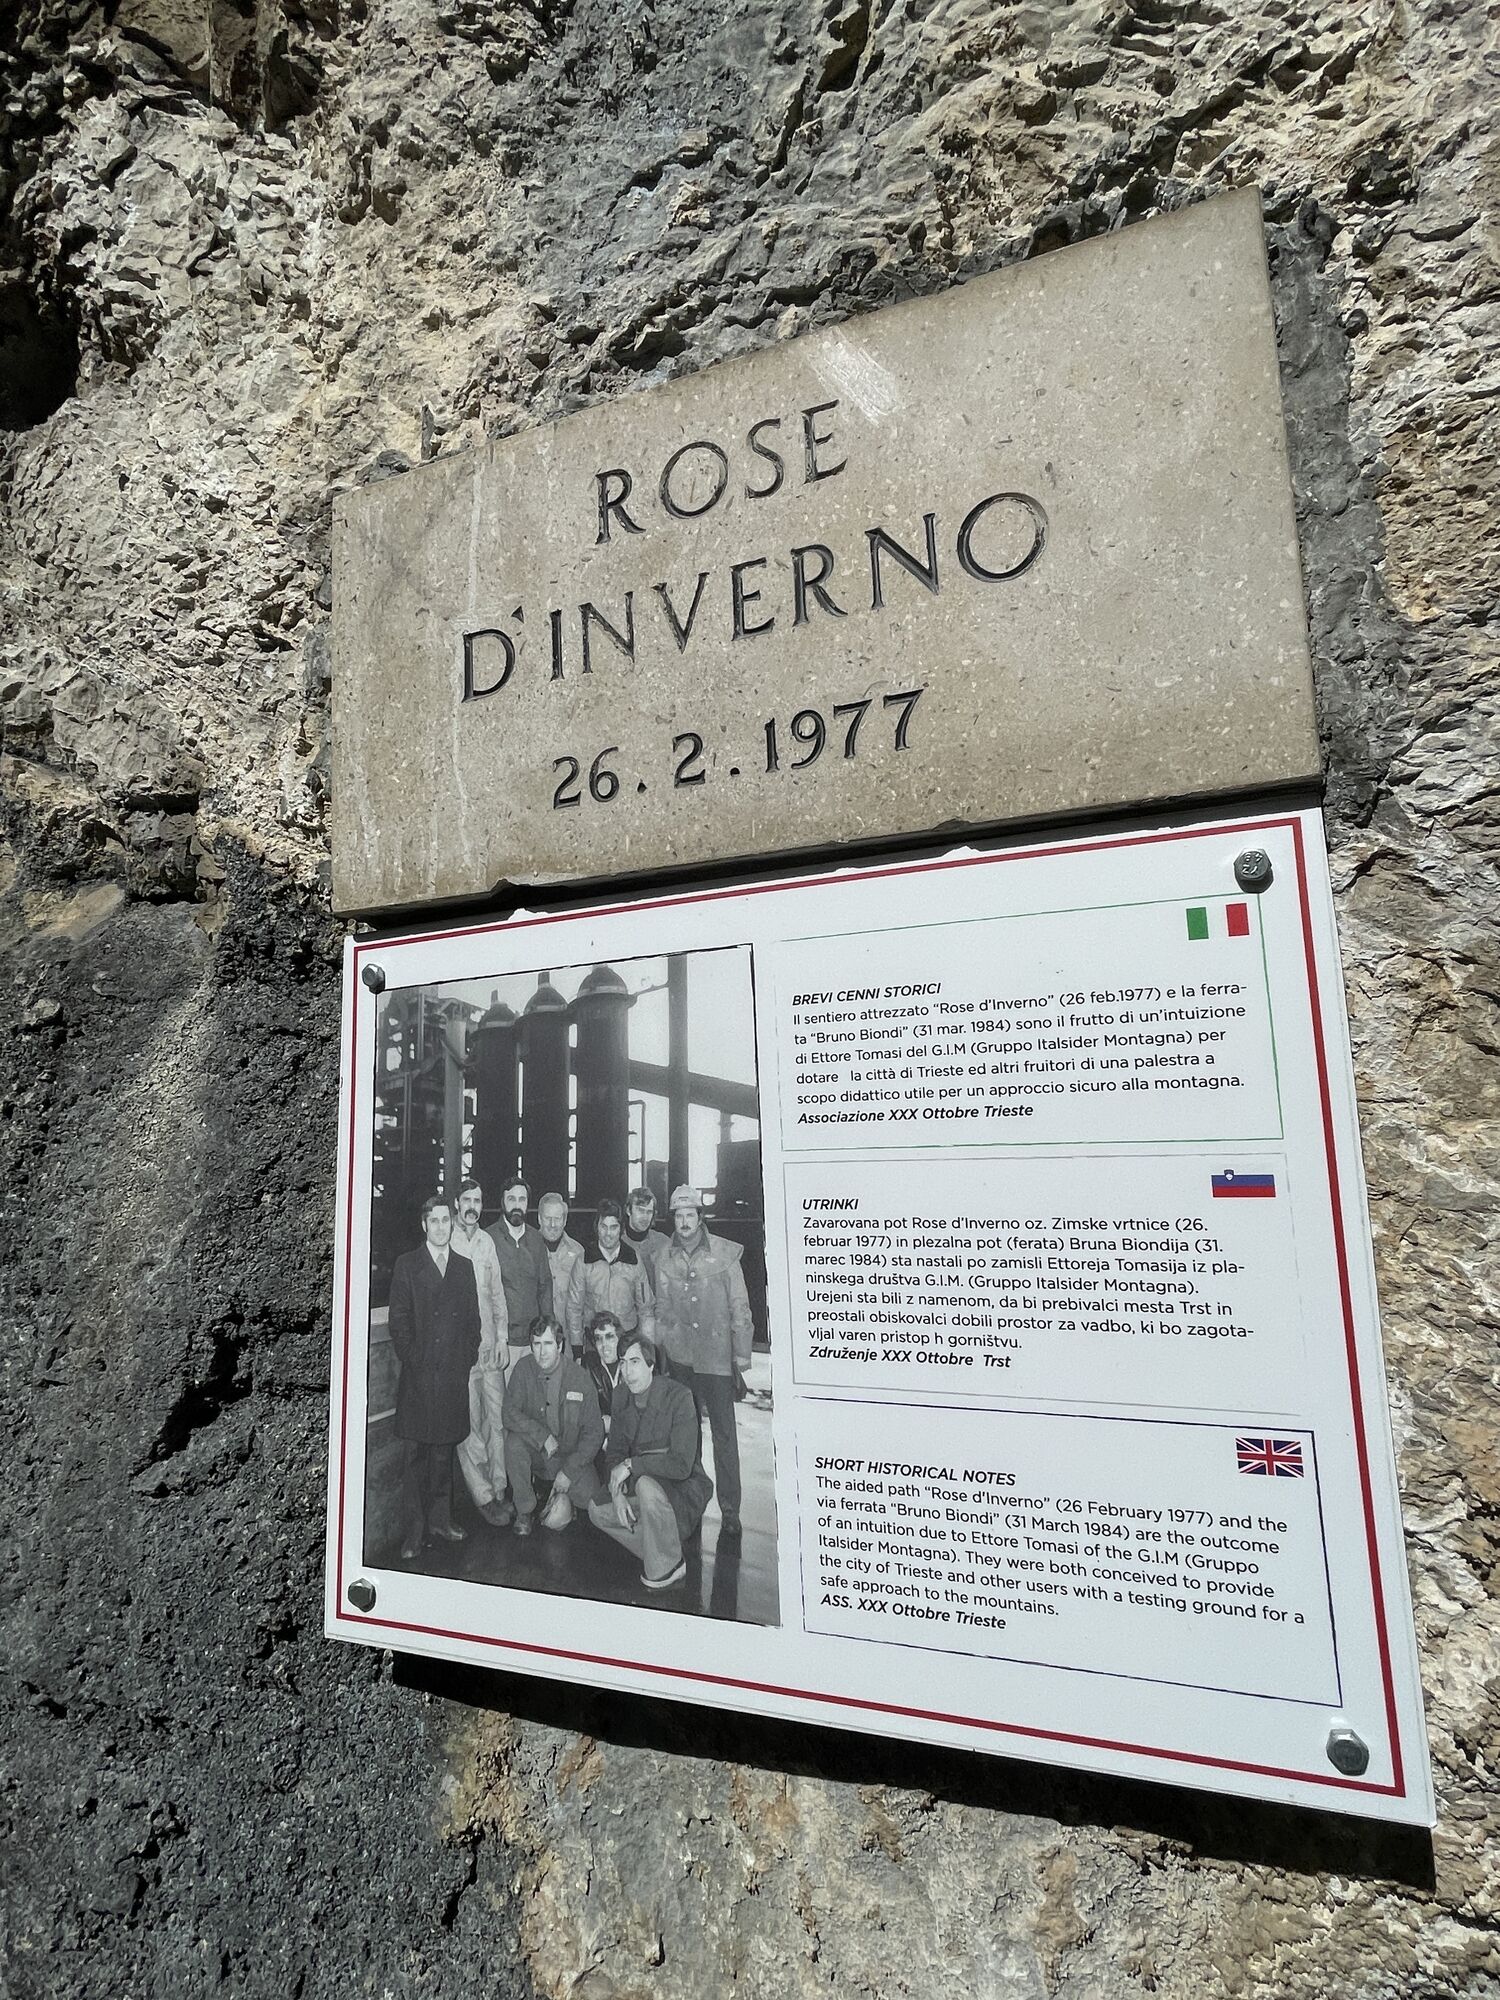 ROSE
D'INVERNO
26.2.1977
BREVI CENNI STORICI
Il sentiero attrezzato “Rose d’Inverno” (26 feb.1977) e la ferra-
ta “Bruno Biondi” (31 mar. 1984) sono il frutto di un’intuizione
di Ettore Tomasi del G.I.M (Gruppo Italsider Montagna) per
dotare la città di Trieste ed altri fruitori di una palestra a
scopo didattico utile per un approccio sicuro alla montagna.
Associazione XXX Ottobre Trieste
UTRINKI
Zavarovana pot Rose d’Inverno oz. Zimske vrtnice (26.
februar 1977) in plezalna pot (ferata) Bruna Biondija (31.
marec 1984) sta nastali po zamisli Ettoreja Tomasija iz pla-
ninskega društva G.I.M. (Gruppo Italsider Montagna).
Urejeni sta bili z namenom, da bi prebivalci mesta Trst in
preostali obiskovalci dobili prostor za vadbo, ki bo zagota-
vljal varen pristop h gorništvu.
Združenje XXX Ottobre Trst
SHORT HISTORICAL NOTES
The aided path “Rose d’Inverno” (26 February 1977) and the
via ferrata “Bruno Biondi” (31 March 1984) are the outcome
of an intuition due to Ettore Tomasi of the G.I.M (Gruppo
Italsider Montagna). They were both conceived to provide
the city of Trieste and other users with a testing ground for a
safe approach to the mountains.
ASS. XXX Ottobre Trieste